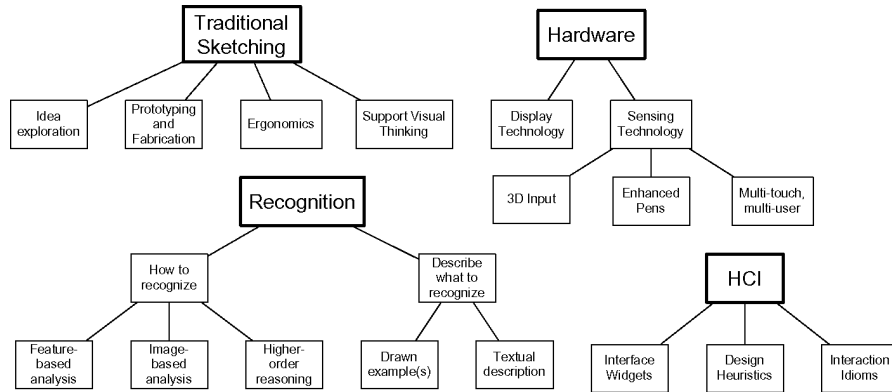 Traditional
Sketching
Idea
exploration
Prototyping
and
Fabrication
Ergonomics
Support Visual
Thinking
Hardware
Display
Technology
Sensing
Technology
3D Input
Enhanced
Pens
Multi-touch,
multi-user
Recognition
How to
recognize
Describe
what to
recognize
Feature-
based
analysis
Image-
based
analysis
Higher-
order
reasoning
Drawn
example(s)
Textual
description
HCI
Interface
Widgets
Design
Heuristics
Interaction
Idioms